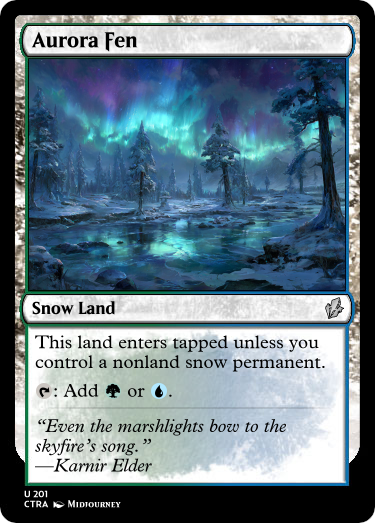 Aurora Fen
Snow Land
This land enters tapped unless you
control a nonland snow permanent.
: Add or .
“Even the marshlights bow to the
skyfire’s song.”
—Karnir Elder
U 201
CTRA Midjourney